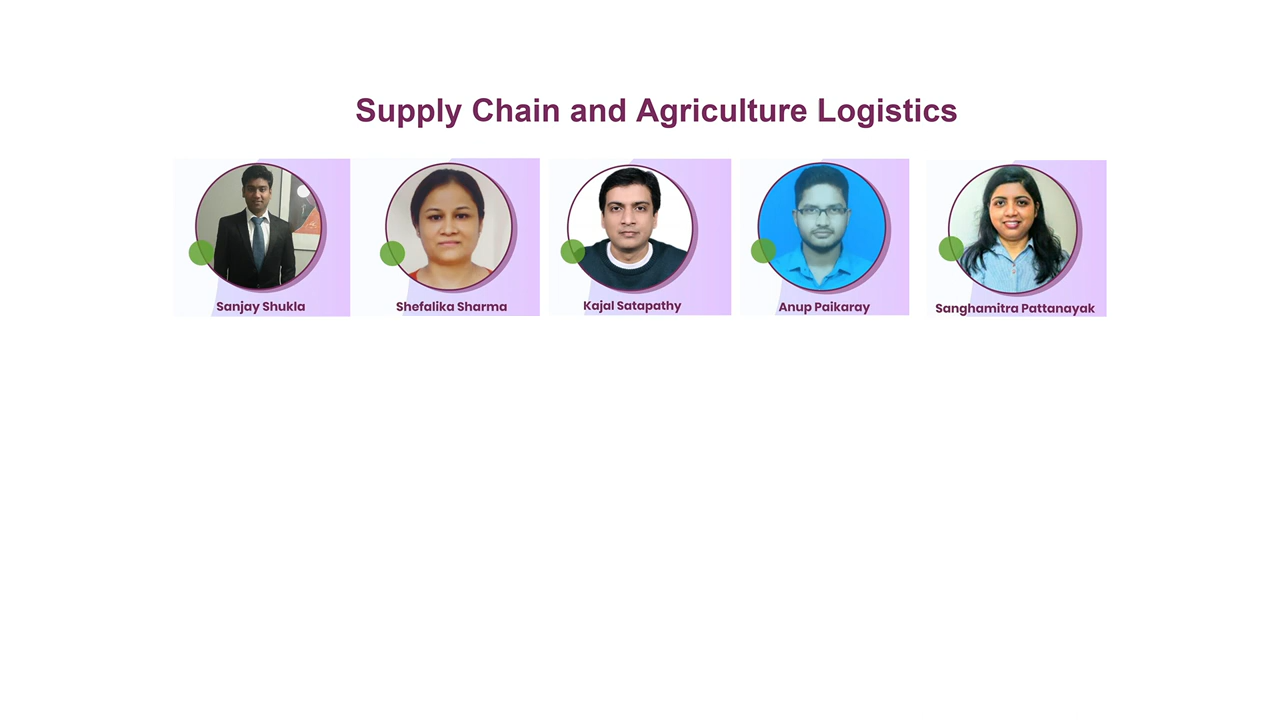 Supply Chain and Agriculture Logistics
Sanjay Shukla
Shefalika Sharma
Kajal Satapathy
Anup Paikaray
Sanghamitra Pattanayak